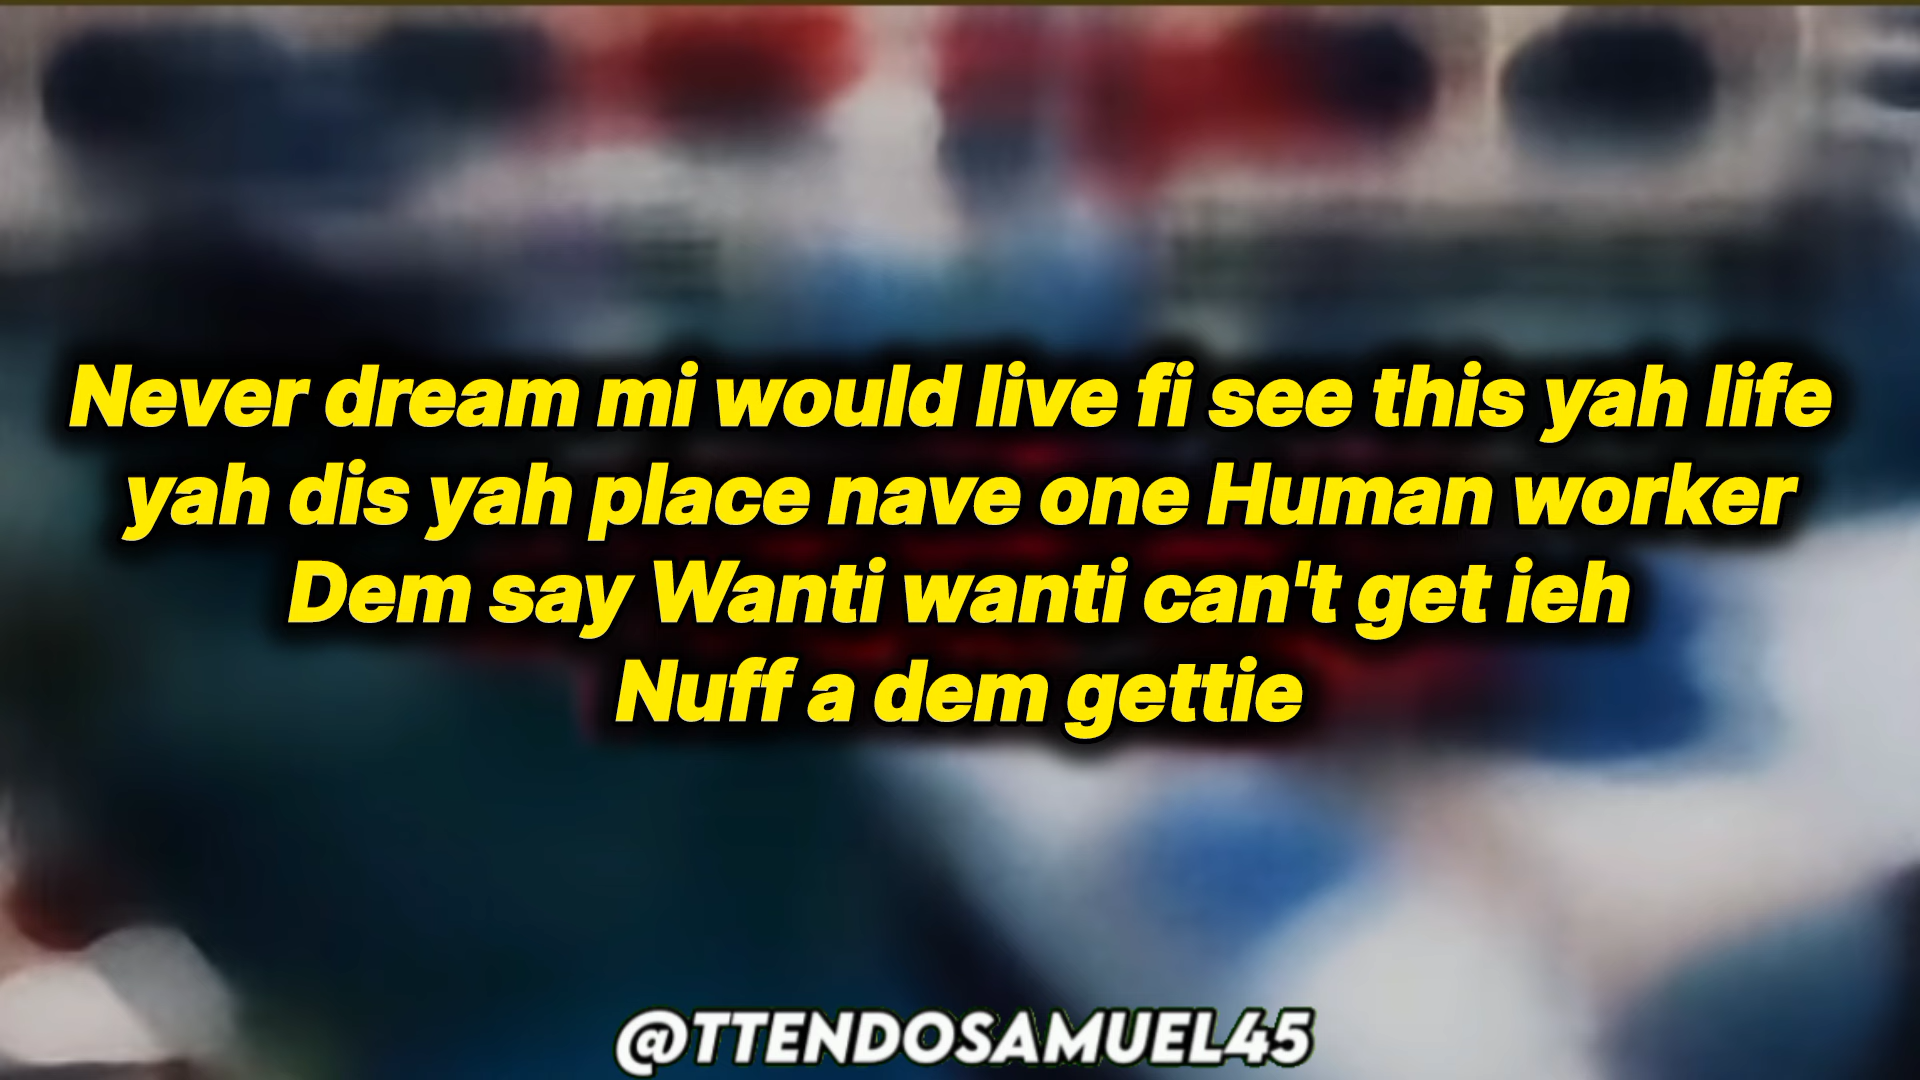 Never dream mi would live fi see this yah life
yah dis yah place nave one Human worker
Dem say Wanti wanti can't get ieh
Nuff a dem gettie
@TTENDOSAMUEL45